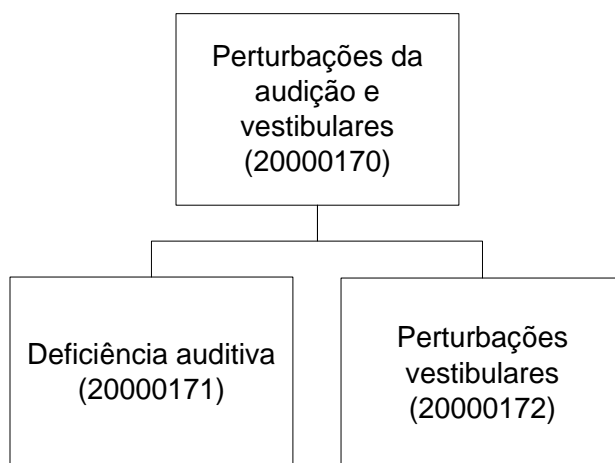 Perturbações da
audição e
vestibulares
(20000170)
Deficiência auditiva
(20000171)
Perturbações
vestibulares
(20000172)